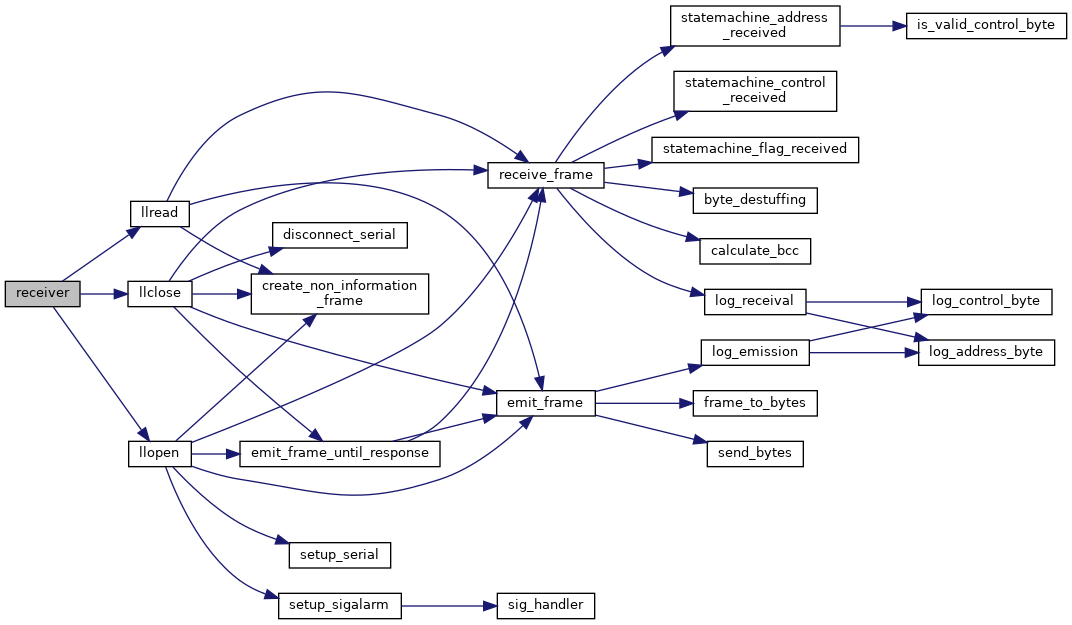 receiver
llread
llclose
llopen
disconnect_serial
create_non_information
_frame
emit_frame_until_response
setup_serial
setup_sigalarm
receive_frame
emit_frame
sig_handler
statemachine_address
_received
statemachine_control
_received
statemachine_flag_received
byte_destuffing
calculate_bcc
log_receival
log_emission
frame_to_bytes
send_bytes
is_valid_control_byte
log_control_byte
log_address_byte